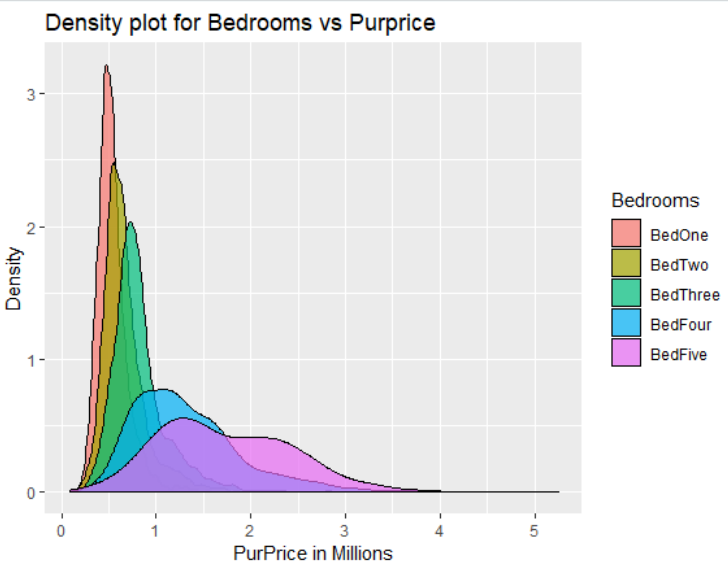 Density plot for Bedrooms vs Purprice
3
2
1
0
Density
0 1 2 3 4 5
PurPrice in Millions
Bedrooms
BedOne
BedTwo
BedThree
BedFour
BedFive